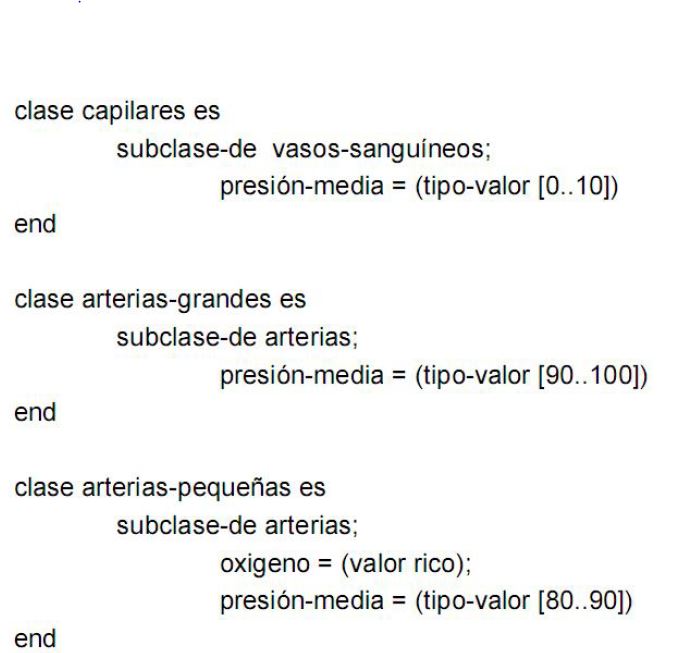 clase capilares es
subclase-de vasos-sanguíneos;
presión-media = (tipo-valor [0..10])
end
clase arterias-grandes es
subclase-de arterias;
presión-media = (tipo-valor [90..100])
end
clase arterias-pequeñas es
subclase-de arterias;
oxigeno = (valor rico);
presión-media = (tipo-valor [80..90])
end